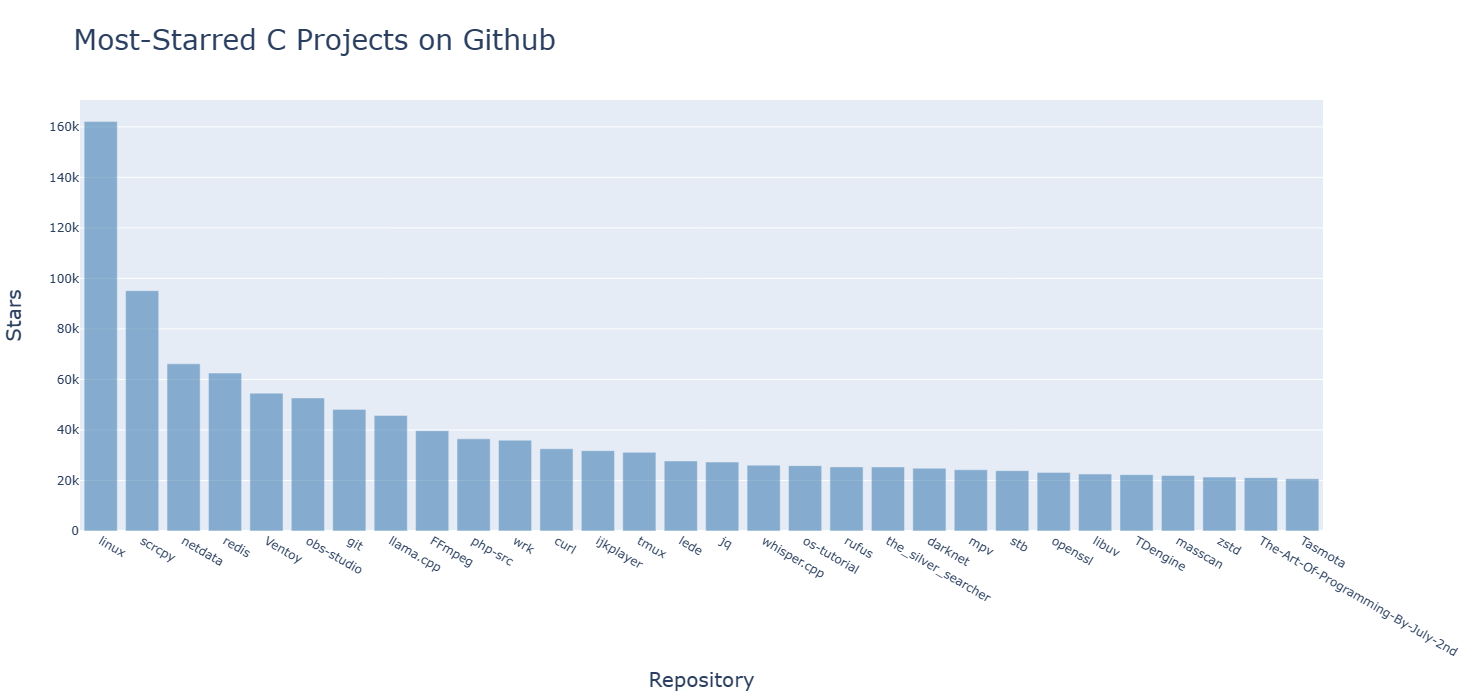 Most-Starred C Projects on Github
Stars
160k
140k
120k
100k
80k
60k
40k
20k
0
linux
scrcpy
netdata
redis
Ventoy
obs-studio
git
llama.cpp
FFmpeg
php-src
wrk
curl
ijkplayer
tmux
lede
jq
whisper.cpp
os-tutorial
rufus
the_silver_searcher
darknet
mpv
stb
openssl
libuv
TDengine
masscan
zstd
The-Art-Of-Programming-By-July-2nd
Tasmota
Repository